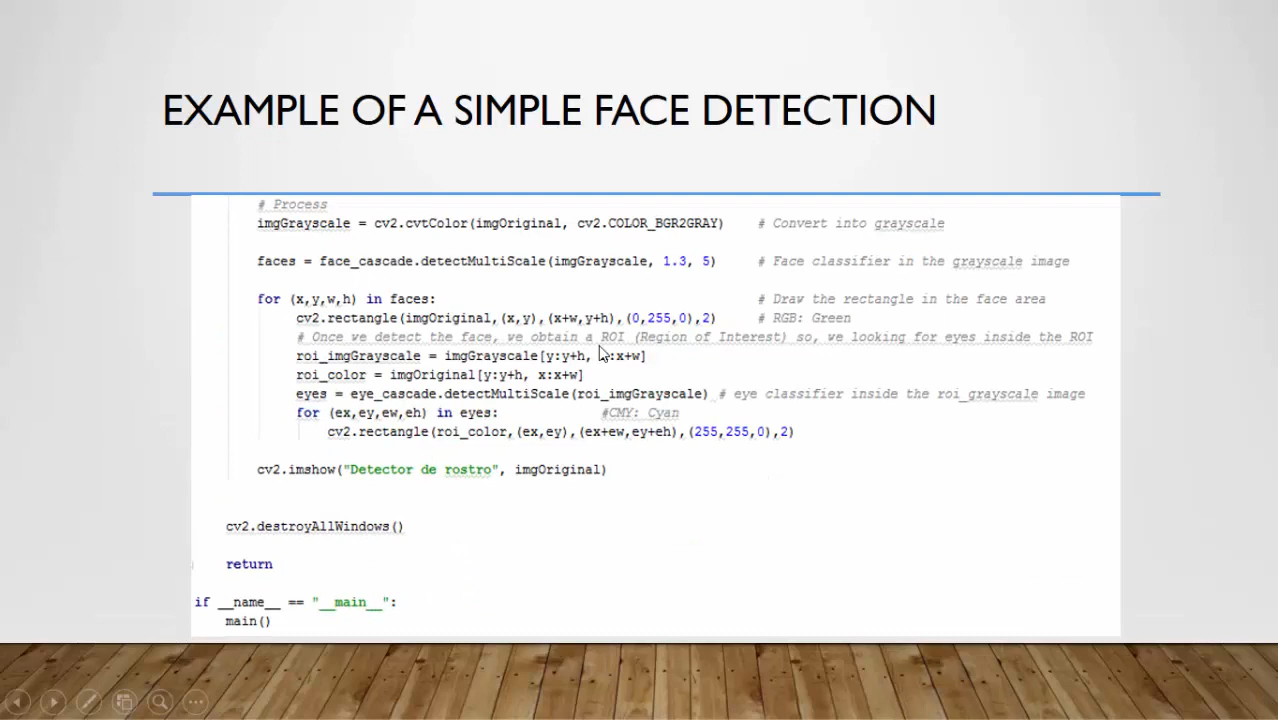 EXAMPLE OF A SIMPLE FACE DETECTION
# Process
imgGrayscale = cv2.cvtColor(imgOriginal, cv2.COLOR_BGR2GRAY) # Convert into grayscale
faces = face_cascade.detectMultiScale(imgGrayscale, 1.3, 5) # Face classifier in the grayscale image
for (x,y,w,h) in faces: # Draw the rectangle in the face area
cv2.rectangle(imgOriginal,(x,y),(x+w,y+h),(0,255,0),2) # RGB: Green
# Once we detect the face, we obtain a ROI (Region of Interest) so, we looking for eyes inside the ROI
roi_imgGrayscale = imgGrayscale[y:y+h, :x+w]
roi_color = imgOriginal[y:y+h, x:x+w]
eyes = eye_cascade.detectMultiScale(roi_imgGrayscale) # eye classifier inside the roi_grayscale image
for (ex,ey,ew,eh) in eyes: #CMY: Cyan
cv2.rectangle(roi_color,(ex,ey),(ex+ew,ey+eh),(255,255,0),2)
cv2.imshow("Detector de rostro", imgOriginal)
cv2.destroyAllWindows()
return
if __name__ == "__main__":
main()